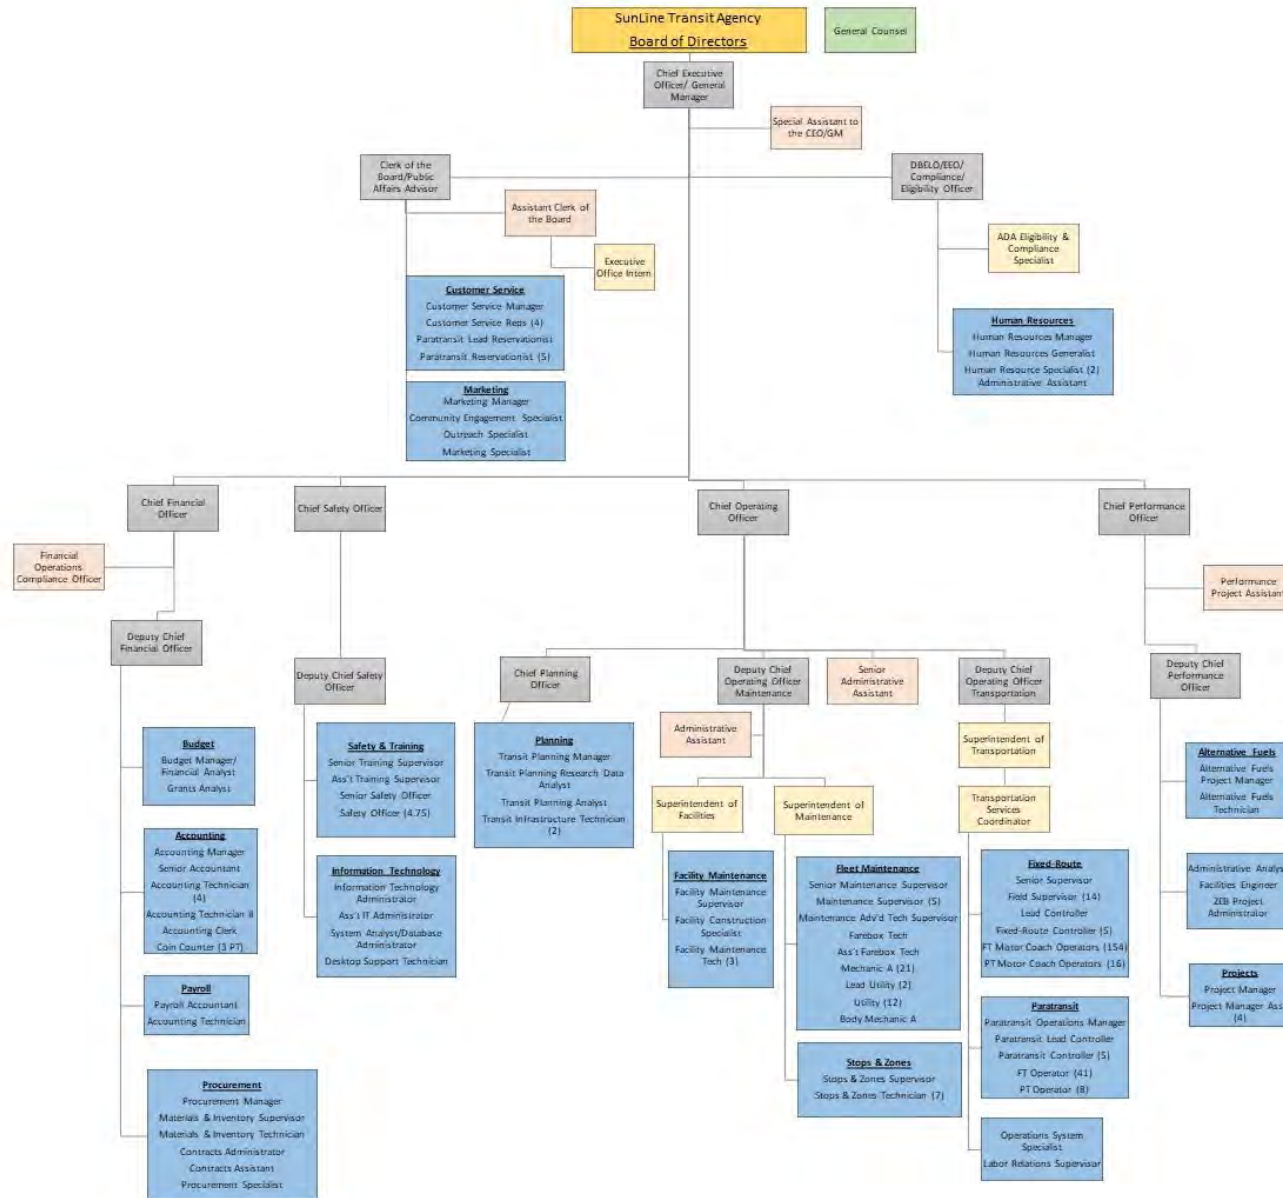 SunLine Transit Agency
Board of Directors
General Counsel
Chief Executive
Officer/ General
Manager
Special Assistant to
the CEO/GM
Clerk of the
Board/Public
Affairs Advisor
DBELO/EEO/
Compliance/
Eligibility Officer
Assistant Clerk of
the Board
Executive
Office Intern
ADA Eligibility &
Compliance
Specialist
Customer Service
Customer Service Manager
Customer Service Reps (4)
Paratransit Lead Reservationist
Paratransit Reservationist (5)
Human Resources
Human Resources Manager
Human Resources Generalist
Human Resource Specialist (2)
Administrative Assistant
Marketing
Marketing Manager
Community Engagement Specialist
Outreach Specialist
Marketing Specialist
Chief Financial
Officer
Chief Safety Officer
Chief Operating
Officer
Chief Performance
Officer
Financial
Operations
Compliance Officer
Performance
Project Assistant
Deputy Chief
Financial Officer
Deputy Chief Safety
Officer
Chief Planning
Officer
Deputy Chief
Operating Officer
Maintenance
Senior
Administrative
Assistant
Deputy Chief
Operating Officer
Transportation
Deputy Chief
Performance
Officer
Budget
Budget Manager/
Financial Analyst
Grants Analyst
Safety & Training
Senior Training Supervisor
Ass't Training Supervisor
Senior Safety Officer
Safety Officer (4.75)
Planning
Transit Planning Manager
Transit Planning Research Data
Analyst
Transit Planning Analyst
Transit Infrastructure Technician
(2)
Administrative
Assistant
Superintendent of
Transportation
Alternative Fuels
Alternative Fuels
Project Manager
Alternative Fuels
Technician
Superintendent of
Facilities
Superintendent of
Maintenance
Transportation
Services
Coordinator
Accounting
Accounting Manager
Senior Accountant
Accounting Technician
(4)
Accounting Technician II
Accounting Clerk
Coin Counter (3 PT)
Information Technology
Information Technology
Administrator
Ass't IT Administrator
System Analyst/Database
Administrator
Desktop Support Technician
Facility Maintenance
Facility Maintenance
Supervisor
Facility Construction
Specialist
Facility Maintenance
Tech (3)
Fleet Maintenance
Senior Maintenance Supervisor
Maintenance Supervisor (5)
Maintenance Adv'd Tech Supervisor
Farebox Tech
Ass't Farebox Tech
Mechanic A (21)
Lead Utility (2)
Utility (12)
Body Mechanic A
Fixed-Route
Senior Supervisor
Field Supervisor (14)
Lead Controller
Fixed-Route Controller (5)
FT Motor Coach Operators (154)
PT Motor Coach Operators (16)
Administrative Analys
Facilities Engineer
ZEB Project
Administrator
Payroll
Payroll Accountant
Accounting Technician
Projects
Project Manager
Project Manager Ass
(4)
Paratransit
Paratransit Operations Manager
Paratransit Lead Controller
Paratransit Controller (5)
FT Operator (41)
PT Operator (8)
Stops & Zones
Stops & Zones Supervisor
Stops & Zones Technician (7)
Procurement
Procurement Manager
Materials & Inventory Supervisor
Materials & Inventory Technician
Contracts Administrator
Contracts Assistant
Procurement Specialist
Operations System
Specialist
Labor Relations Supervisor